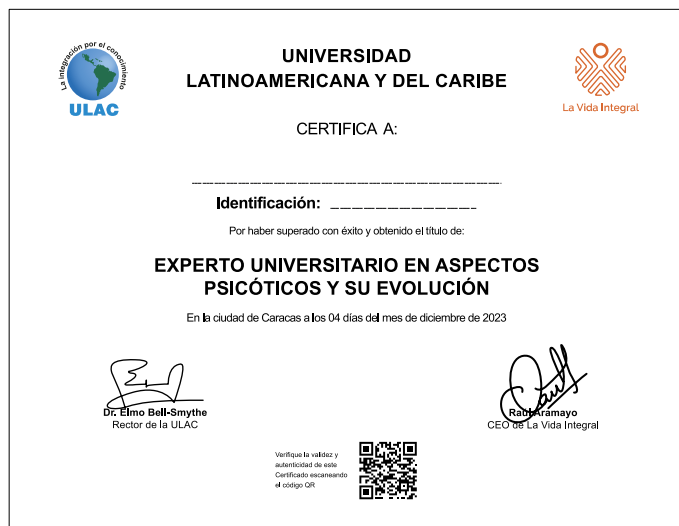 La integración por el conocimiento
ULAC
UNIVERSIDAD
LATINOAMERICANA Y DEL CARIBE
La Vida Integral
CERTIFICA A:
Identificación:
Por haber superado con éxito y obtenido el título de:
EXPERTO UNIVERSITARIO EN ASPECTOS
PSICÓTICOS Y SU EVOLUCIÓN
En la ciudad de Caracas a los 04 días del mes de diciembre de 2023
Dr. Elmo Bell-Smythe
Rector de la ULAC
Raúl Aramayo
CEO de La Vida Integral
Verifique la validez y
autenticidad de este
Certificado escaneando
el código QR